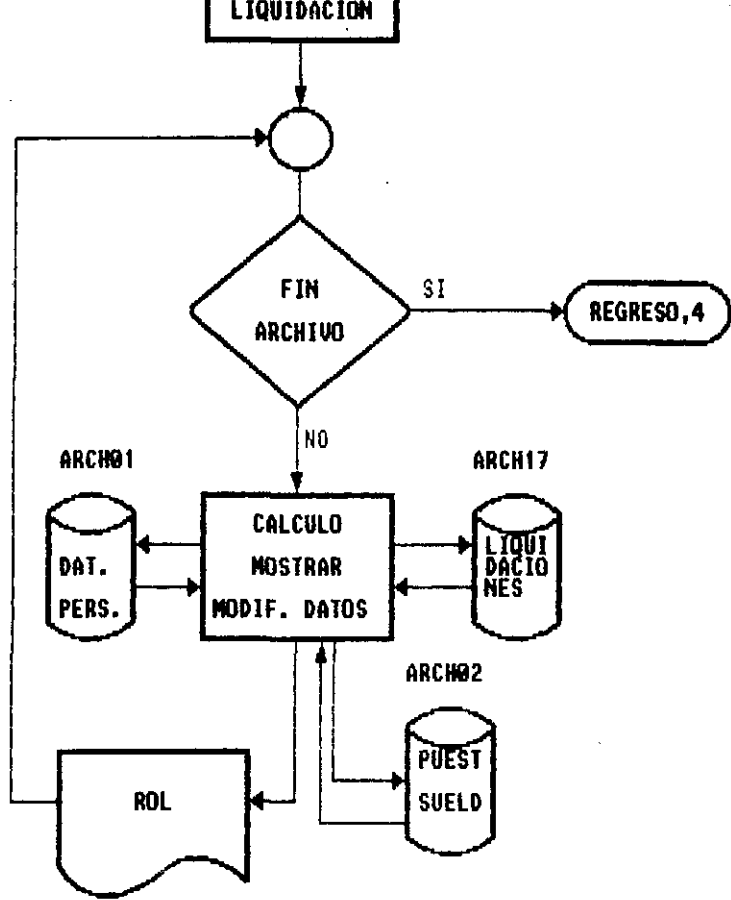 LIQUIDACION
FIN
ARCHIVO
SI
REGRESO,4
NO
ARCH01
ARCH17
CALCULO
MOSTRAR
MODIF. DATOS
DAT.
PERS.
LIQUI
DACIO
NES
ARCH02
PUEST
SUELD
ROL